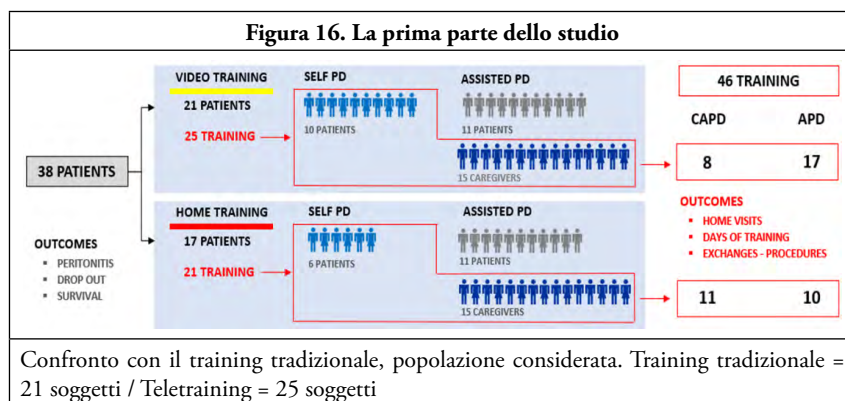 Figura 16. La prima parte dello studio
VIDEO TRAINING
21 PATIENTS
25 TRAINING
SELF PD
10 PATIENTS
ASSISTED PD
11 PATIENTS
15 CAREGIVERS
46 TRAINING
CAPD APD
8 17
38 PATIENTS
OUTCOMES
▪ PERITONITIS
▪ DROP OUT
▪ SURVIVAL
HOME TRAINING
17 PATIENTS
21 TRAINING
SELF PD
6 PATIENTS
ASSISTED PD
11 PATIENTS
15 CAREGIVERS
OUTCOMES
▪ HOME VISITS
▪ DAYS OF TRAINING
▪ EXCHANGES - PROCEDURES
11 10
Confronto con il training tradizionale, popolazione considerata. Training tradizionale =
21 soggetti / Teletraining = 25 soggetti